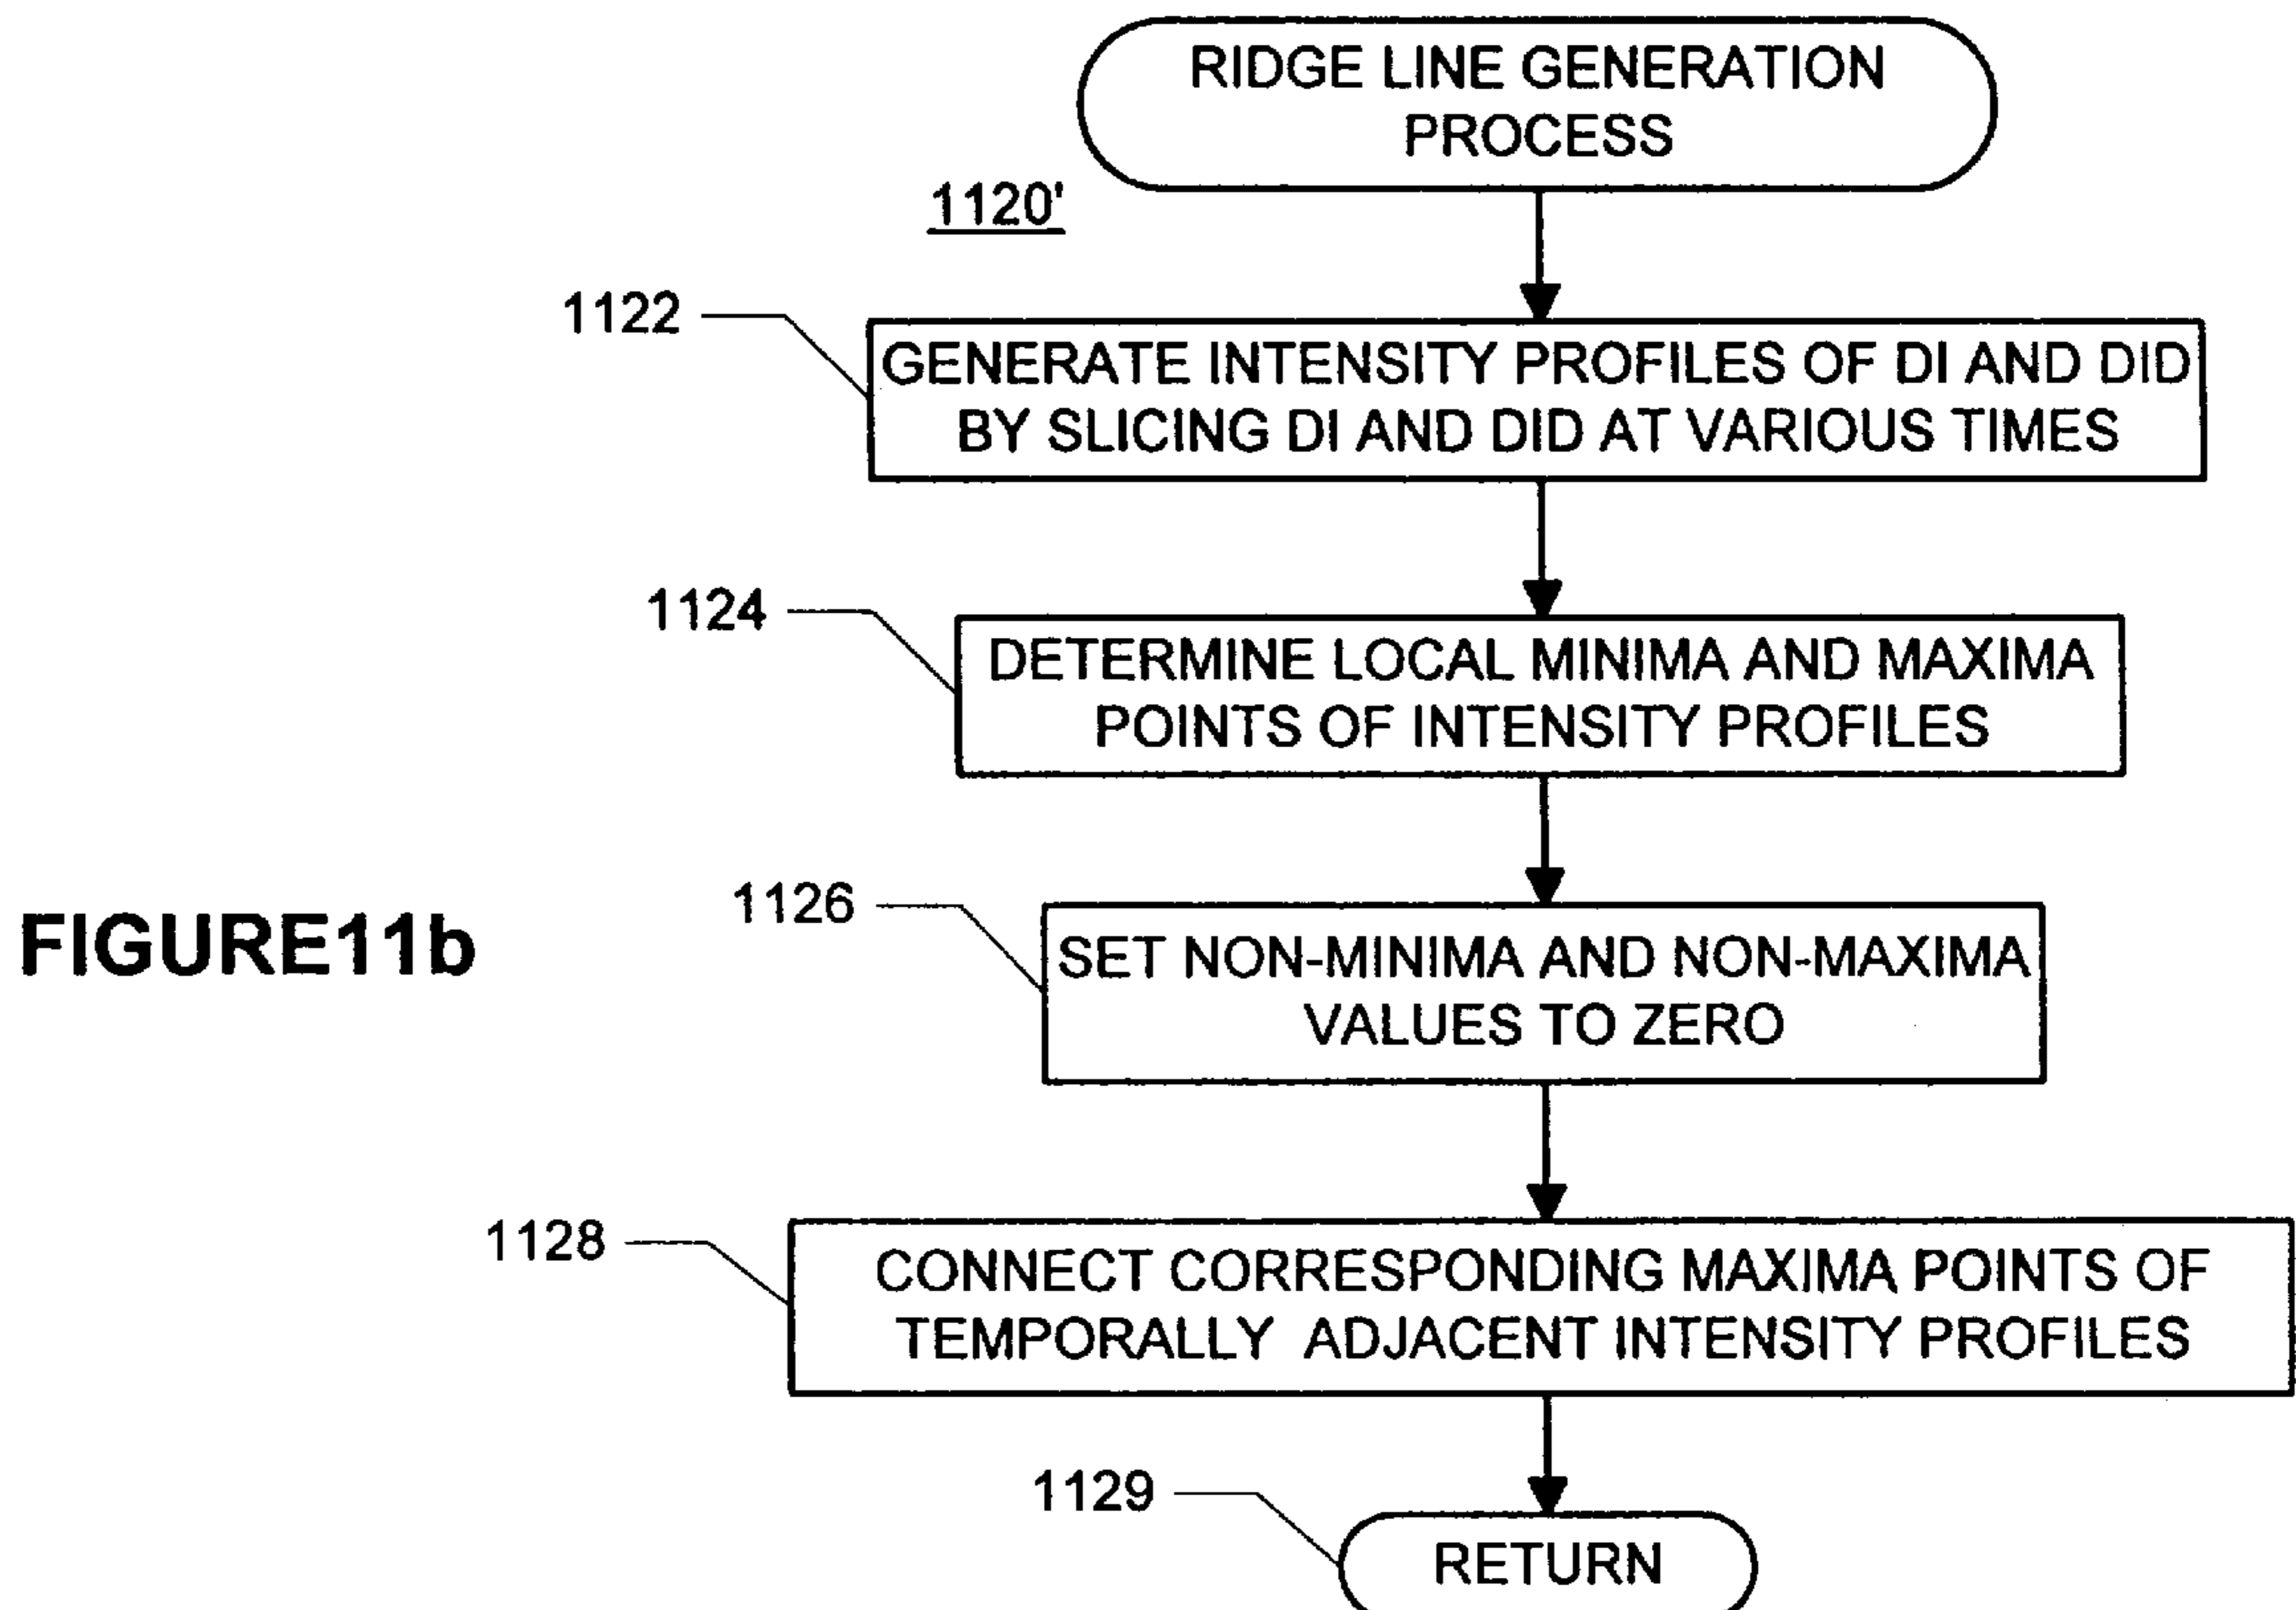 RIDGE LINE GENERATION
PROCESS
1120'
1122
GENERATE INTENSITY PROFILES OF DI AND DID
BY SLICING DI AND DID AT VARIOUS TIMES
1124
DETERMINE LOCAL MINIMA AND MAXIMA
POINTS OF INTENSITY PROFILES
1126
SET NON-MINIMA AND NON-MAXIMA
VALUES TO ZERO
FIGURE11b
1128
CONNECT CORRESPONDING MAXIMA POINTS OF
TEMPORALLY ADJACENT INTENSITY PROFILES
1129
RETURN